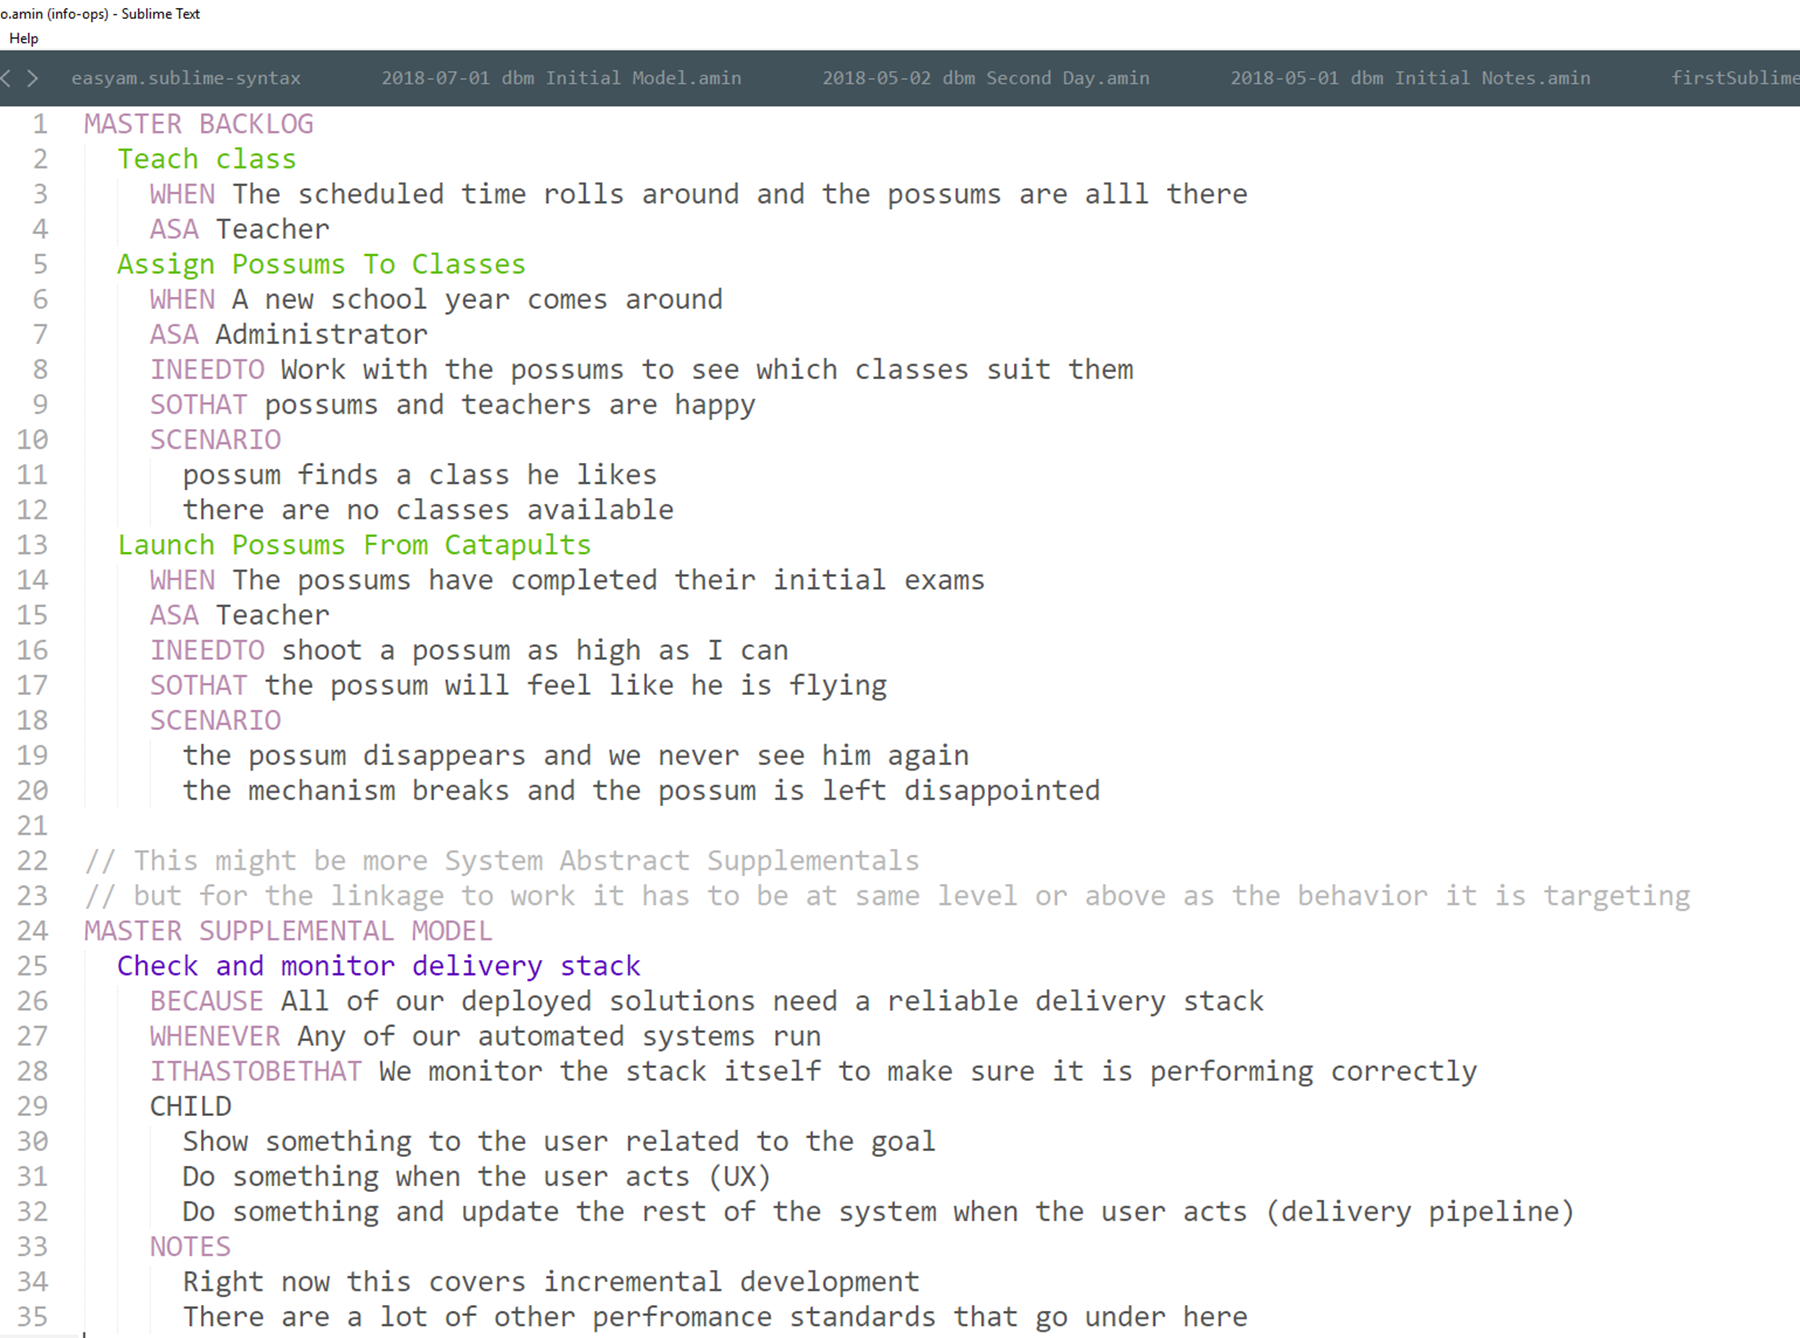 o.amin (info-ops) - Sublime Text
Help
easyam.sublime-syntax 2018-07-01 dbm Initial Model.amin 2018-05-02 dbm Second Day.amin 2018-05-01 dbm Initial Notes.amin firstSublime
1 MASTER BACKLOG
2 Teach class
3 WHEN The scheduled time rolls around and the possums are alll there
4 ASA Teacher
5 Assign Possums To Classes
6 WHEN A new school year comes around
7 ASA Administrator
8 INEEDTO Work with the possums to see which classes suit them
9 SOTHAT possums and teachers are happy
10 SCENARIO
11 possum finds a class he likes
12 there are no classes available
13 Launch Possums From Catapults
14 WHEN The possums have completed their initial exams
15 ASA Teacher
16 INEEDTO shoot a possum as high as I can
17 SOTHAT the possum will feel like he is flying
18 SCENARIO
19 the possum disappears and we never see him again
20 the mechanism breaks and the possum is left disappointed
21
22 // This might be more System Abstract Supplementals
23 // but for the linkage to work it has to be at same level or above as the behavior it is targeting
24 MASTER SUPPLEMENTAL MODEL
25 Check and monitor delivery stack
26 BECAUSE All of our deployed solutions need a reliable delivery stack
27 WHENEVER Any of our automated systems run
28 ITHASTOBETHAT We monitor the stack itself to make sure it is performing correctly
29 CHILD
30 Show something to the user related to the goal
31 Do something when the user acts (UX)
32 Do something and update the rest of the system when the user acts (delivery pipeline)
33 NOTES
34 Right now this covers incremental development
35 There are a lot of other perfromance standards that go under here